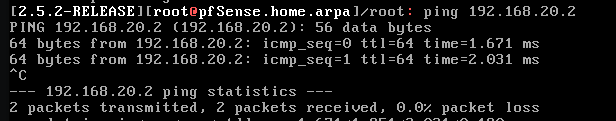 [2.5.2-RELEASE][root@pfSense.home.arpa]/root: ping 192.168.20.2
PING 192.168.20.2 (192.168.20.2): 56 data bytes
64 bytes from 192.168.20.2: icmp_seq=0 ttl=64 time=1.671 ms
64 bytes from 192.168.20.2: icmp_seq=1 ttl=64 time=2.031 ms
^C
--- 192.168.20.2 ping statistics ---
2 packets transmitted, 2 packets received, 0.0% packet loss